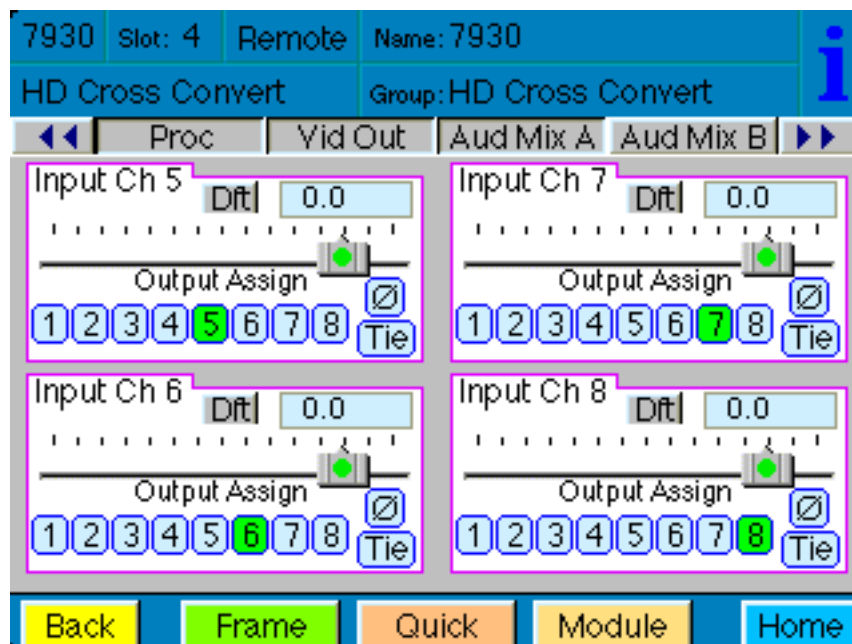 7930 Slot: 4 Remote Name: 7930 i
HD Cross Convert Group: HD Cross Convert
Proc Vid Out Aud Mix A Aud Mix B
Input Ch 5 Dft 0.0
Output Assign Ø
1 2 3 4 5 6 7 8 Tie
Input Ch 7 Dft 0.0
Output Assign Ø
1 2 3 4 5 6 7 8 Tie
Input Ch 6 Dft 0.0
Output Assign Ø
1 2 3 4 5 6 7 8 Tie
Input Ch 8 Dft 0.0
Output Assign Ø
1 2 3 4 5 6 7 8 Tie
Back Frame Quick Module Home